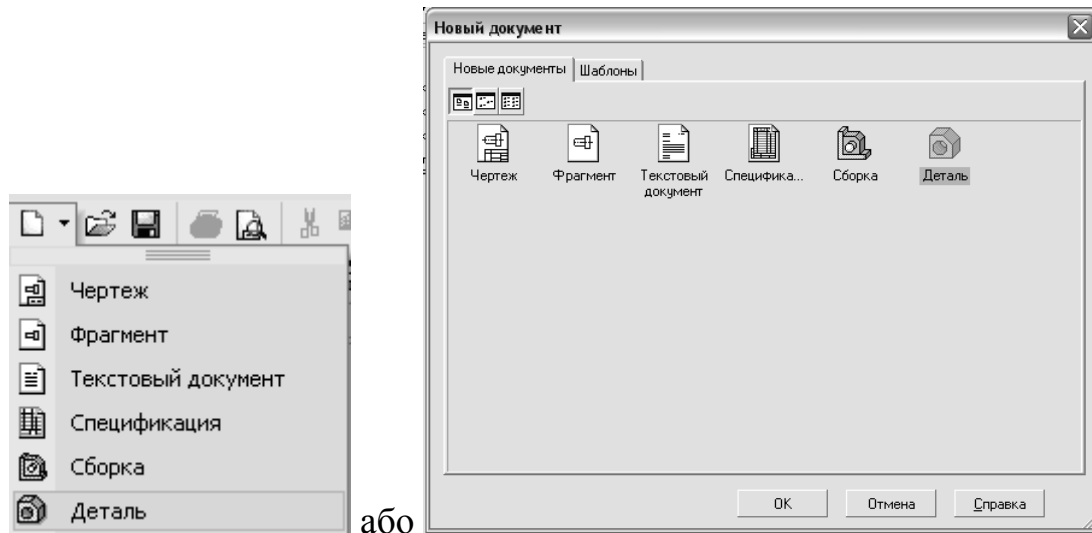 Чертеж
Фрагмент
Текстовый документ
Спецификация
Сборка
Деталь
або
Новый документ
Новые документы Шаблоны
Чертеж Фрагмент Текстовый документ Специфика... Сборка Деталь
OK Отмена Справка